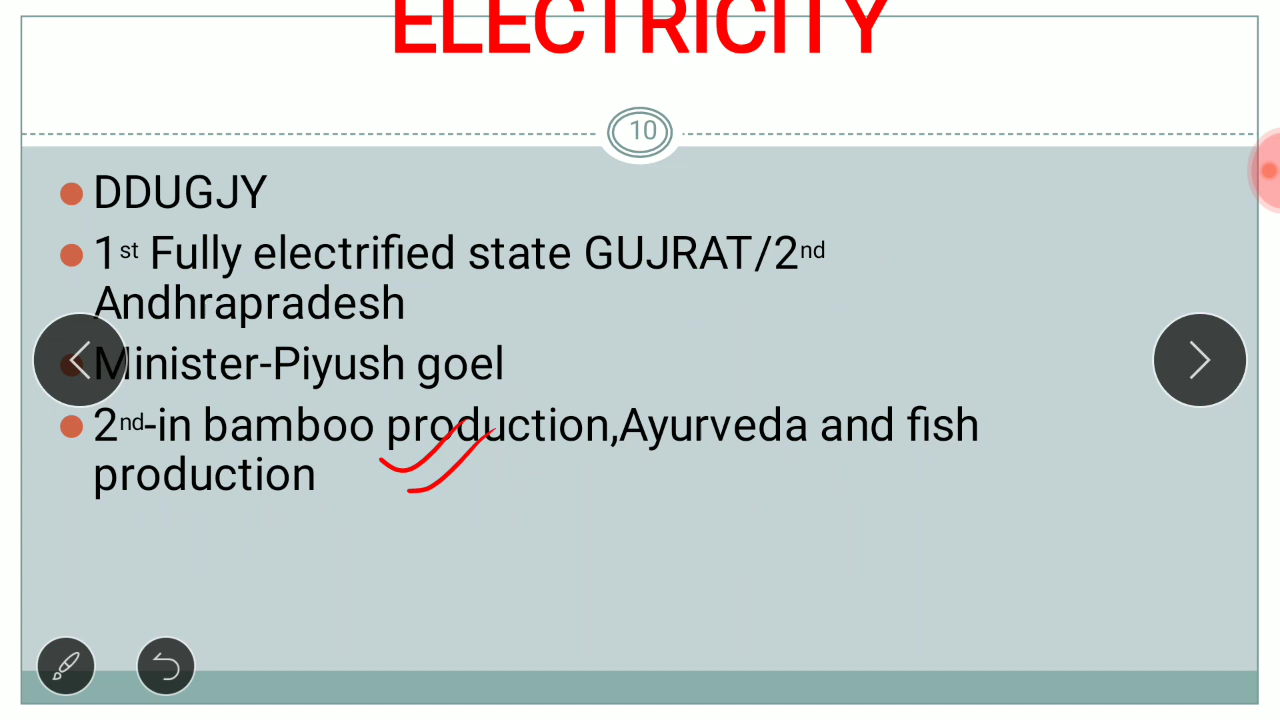 ELECTRICITY
10
DDUGJY
1st Fully electrified state GUJRAT/2nd
Andhrapradesh
Minister-Piyush goel
2nd-in bamboo production,Ayurveda and fish
production